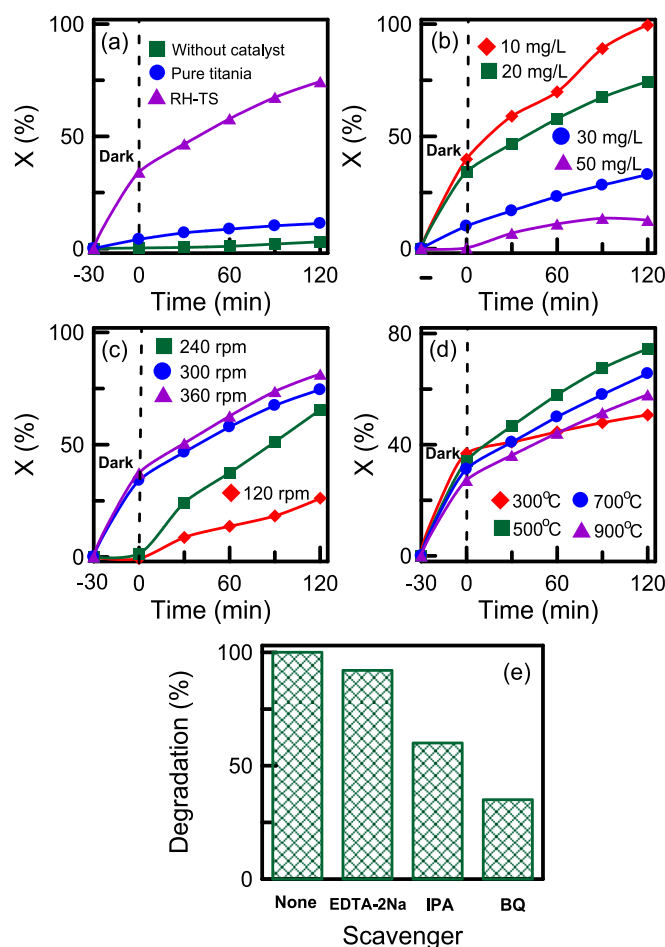 (a)
Without catalyst
Pure titania
RH-TS
Dark
X (%)
100
50
0
-30 0 60 120
Time (min)
(b)
10 mg/L
20 mg/L
30 mg/L
50 mg/L
Dark
X (%)
100
50
0
-30 0 60 120
Time (min)
(c)
240 rpm
300 rpm
360 rpm
120 rpm
Dark
X (%)
100
50
0
-30 0 60 120
Time (min)
(d)
300°C 700°C
500°C 900°C
Dark
X (%)
80
40
0
-30 0 60 120
Time (min)
(e)
Degradation (%)
100
50
0
None EDTA-2Na IPA BQ
Scavenger